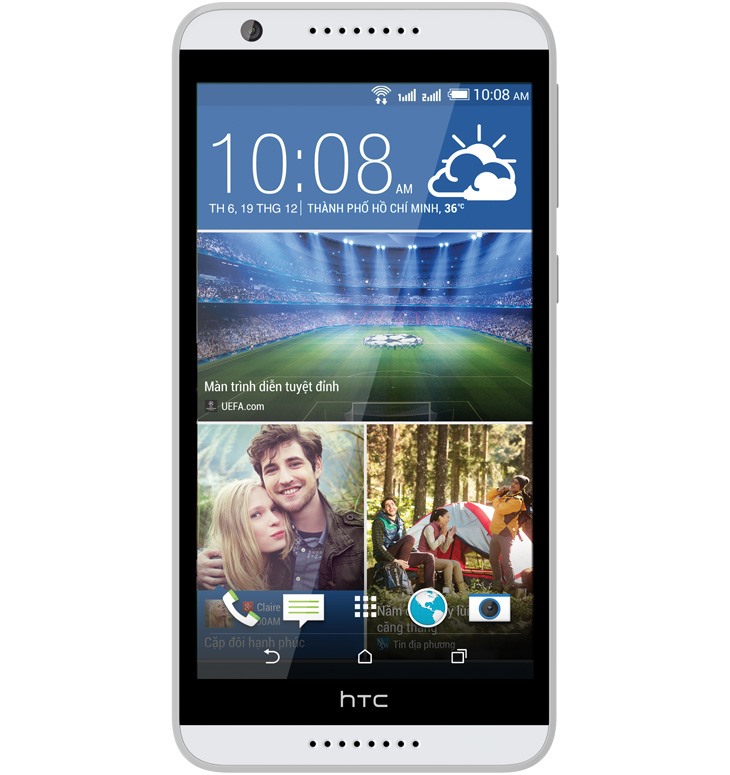 10:08 AM
10:08 AM
TH 6, 19 THG 12 | THÀNH PHỐ HỒ CHÍ MINH, 36°C
Màn trình diễn tuyệt đỉnh
UEFA.com
Claire
Cặp đôi hạnh phúc
Năm
căng thẳng
Tin địa phương
hTC